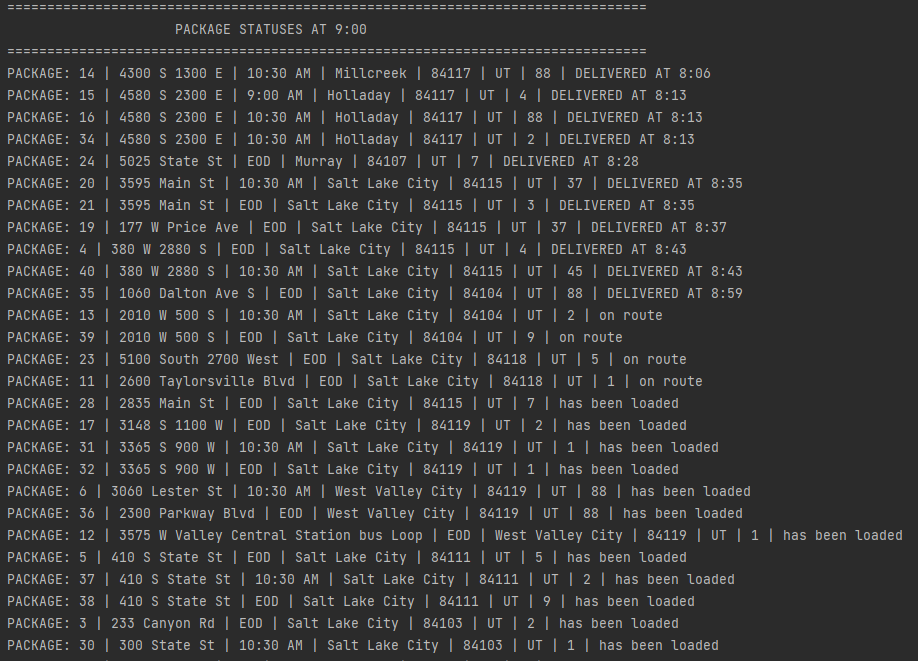 ================================================================================
PACKAGE STATUSES AT 9:00
================================================================================
PACKAGE: 14 | 4300 S 1300 E | 10:30 AM | Millcreek | 84117 | UT | 88 | DELIVERED AT 8:06
PACKAGE: 15 | 4580 S 2300 E | 9:00 AM | Holladay | 84117 | UT | 4 | DELIVERED AT 8:13
PACKAGE: 16 | 4580 S 2300 E | 10:30 AM | Holladay | 84117 | UT | 88 | DELIVERED AT 8:13
PACKAGE: 34 | 4580 S 2300 E | 10:30 AM | Holladay | 84117 | UT | 2 | DELIVERED AT 8:13
PACKAGE: 24 | 5025 State St | EOD | Murray | 84107 | UT | 7 | DELIVERED AT 8:28
PACKAGE: 20 | 3595 Main St | 10:30 AM | Salt Lake City | 84115 | UT | 37 | DELIVERED AT 8:35
PACKAGE: 21 | 3595 Main St | EOD | Salt Lake City | 84115 | UT | 3 | DELIVERED AT 8:35
PACKAGE: 19 | 177 W Price Ave | EOD | Salt Lake City | 84115 | UT | 37 | DELIVERED AT 8:37
PACKAGE: 4 | 380 W 2880 S | EOD | Salt Lake City | 84115 | UT | 4 | DELIVERED AT 8:43
PACKAGE: 40 | 380 W 2880 S | 10:30 AM | Salt Lake City | 84115 | UT | 45 | DELIVERED AT 8:43
PACKAGE: 35 | 1060 Dalton Ave S | EOD | Salt Lake City | 84104 | UT | 88 | DELIVERED AT 8:59
PACKAGE: 13 | 2010 W 500 S | 10:30 AM | Salt Lake City | 84104 | UT | 2 | on route
PACKAGE: 39 | 2010 W 500 S | EOD | Salt Lake City | 84104 | UT | 9 | on route
PACKAGE: 23 | 5100 South 2700 West | EOD | Salt Lake City | 84118 | UT | 5 | on route
PACKAGE: 11 | 2600 Taylorsville Blvd | EOD | Salt Lake City | 84118 | UT | 1 | on route
PACKAGE: 28 | 2835 Main St | EOD | Salt Lake City | 84115 | UT | 7 | has been loaded
PACKAGE: 17 | 3148 S 1100 W | EOD | Salt Lake City | 84119 | UT | 2 | has been loaded
PACKAGE: 31 | 3365 S 900 W | 10:30 AM | Salt Lake City | 84119 | UT | 1 | has been loaded
PACKAGE: 32 | 3365 S 900 W | EOD | Salt Lake City | 84119 | UT | 1 | has been loaded
PACKAGE: 6 | 3060 Lester St | 10:30 AM | West Valley City | 84119 | UT | 88 | has been loaded
PACKAGE: 36 | 2300 Parkway Blvd | EOD | West Valley City | 84119 | UT | 88 | has been loaded
PACKAGE: 12 | 3575 W Valley Central Station bus Loop | EOD | West Valley City | 84119 | UT | 1 | has been loaded
PACKAGE: 5 | 410 S State St | EOD | Salt Lake City | 84111 | UT | 5 | has been loaded
PACKAGE: 37 | 410 S State St | 10:30 AM | Salt Lake City | 84111 | UT | 2 | has been loaded
PACKAGE: 38 | 410 S State St | EOD | Salt Lake City | 84111 | UT | 9 | has been loaded
PACKAGE: 3 | 233 Canyon Rd | EOD | Salt Lake City | 84103 | UT | 2 | has been loaded
PACKAGE: 30 | 300 State St | 10:30 AM | Salt Lake City | 84103 | UT | 1 | has been loaded